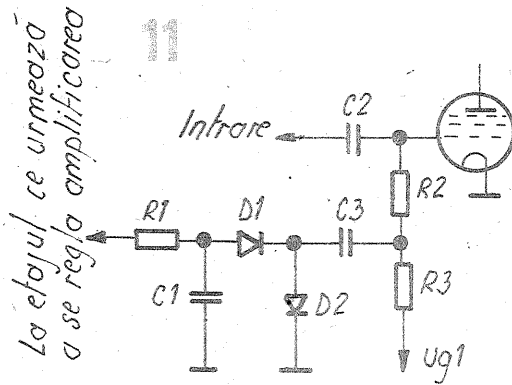 La etajul ce urmează
a se regla amplificarea
11
Intrare
C2
R2
R1
D1
C3
C1
D2
R3
Ug1